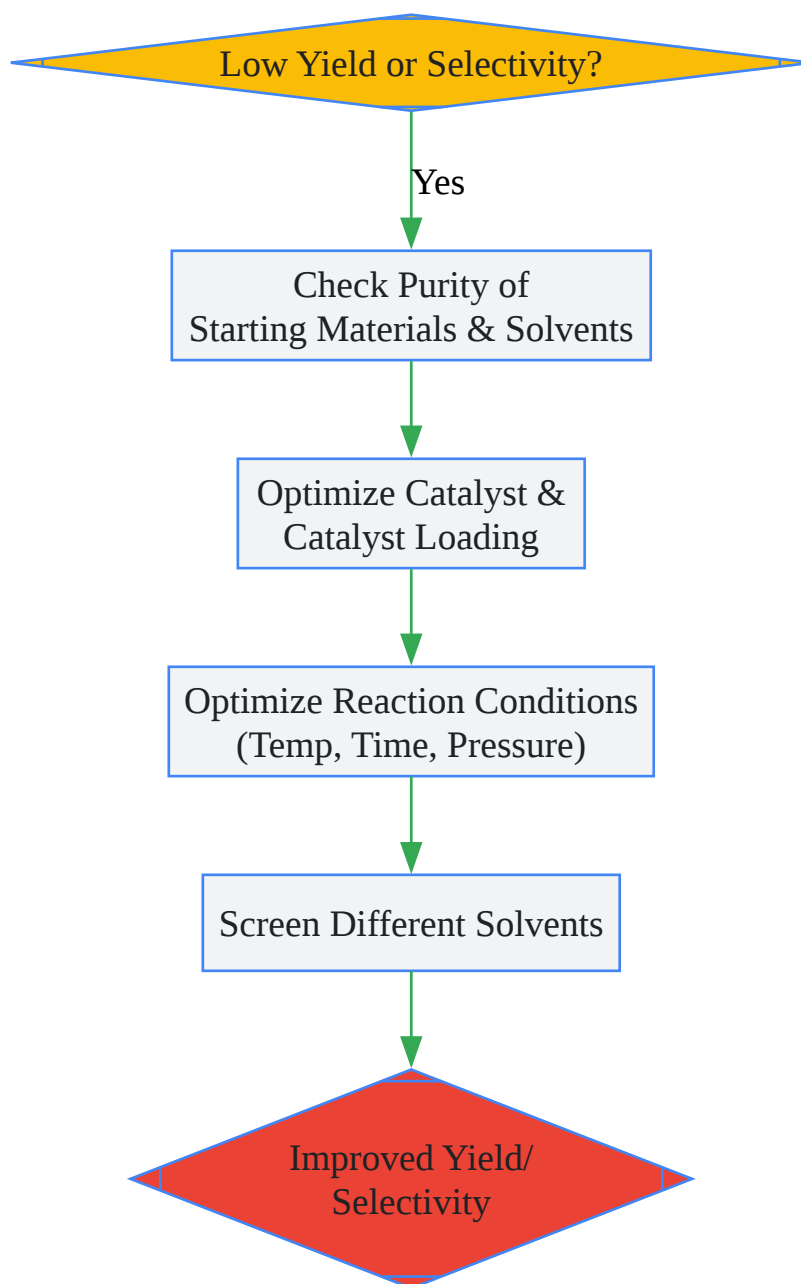 Low Yield or Selectivity?
Yes
Check Purity of
Starting Materials & Solvents
Optimize Catalyst &
Catalyst Loading
Optimize Reaction Conditions
(Temp, Time, Pressure)
Screen Different Solvents
Improved Yield/
Selectivity